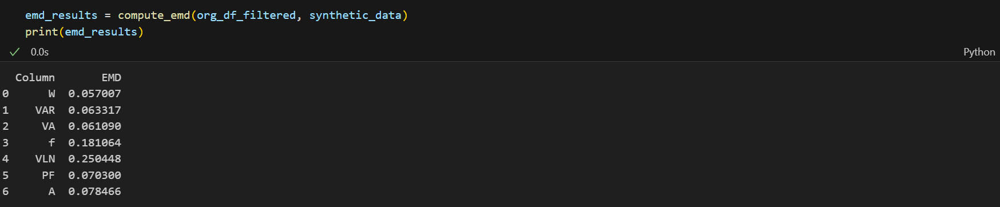 emd_results = compute_emd(org_df_filtered, synthetic_data)
print(emd_results)
0.0s
Python
Column EMD
0 W 0.057007
1 VAR 0.063317
2 VA 0.061090
3 f 0.181064
4 VLN 0.250448
5 PF 0.070300
6 A 0.078466